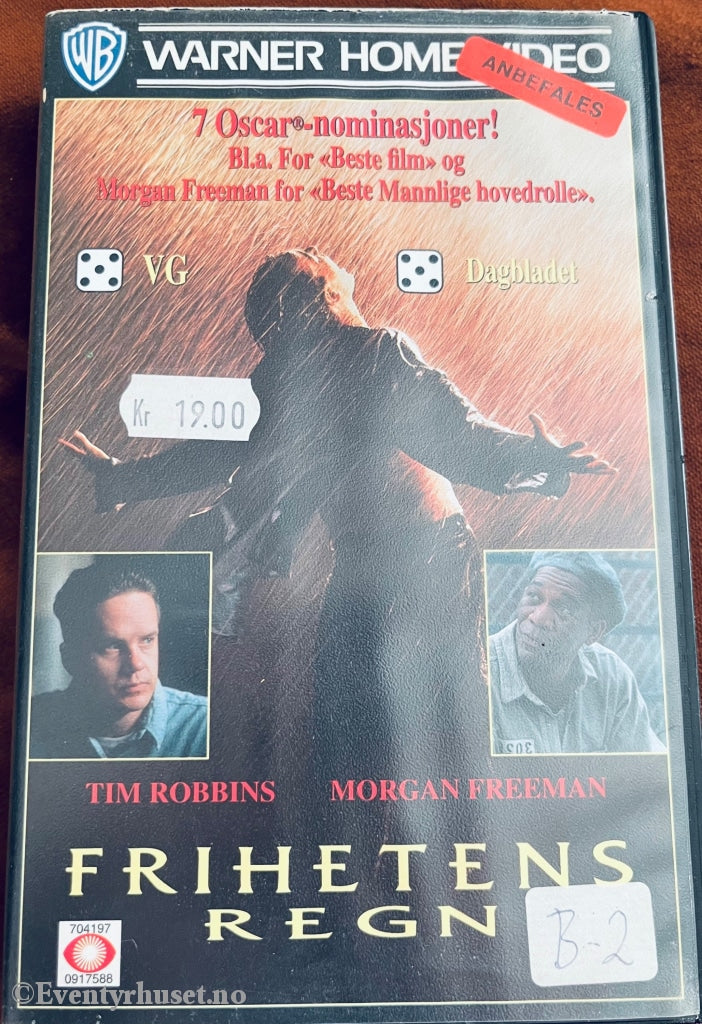 WB
WARNER HOME VIDEO
ANBEFALES
7 Oscar®-nominasjoner!
Bl.a. For «Beste film» og
Morgan Freeman for «Beste Mannlige hovedrolle».
VG
Dagbladet
Kr 19.00
303
TIM ROBBINS
MORGAN FREEMAN
FRIHETENS
REGN
B-2
704197
0917588
©Eventyrhuset.no